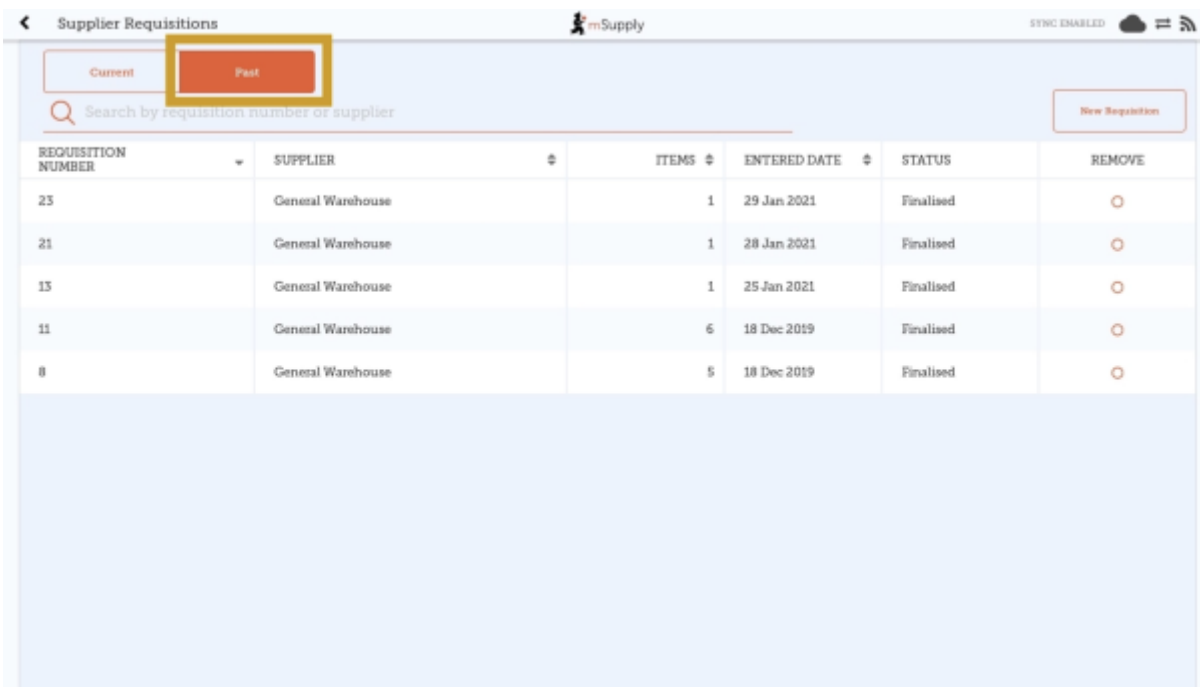 Supplier Requisitions mSupply SYNC ENABLED
Current Past
Search by requisition number or supplier New Requisition
REQUISITION NUMBER SUPPLIER ITEMS ENTERED DATE STATUS REMOVE
23 General Warehouse 1 29 Jan 2021 Finalised
21 General Warehouse 1 28 Jan 2021 Finalised
13 General Warehouse 1 25 Jan 2021 Finalised
11 General Warehouse 6 18 Dec 2019 Finalised
8 General Warehouse 5 18 Dec 2019 Finalised